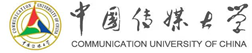 中国传媒大学
COMMUNICATION UNIVERSITY OF CHINA